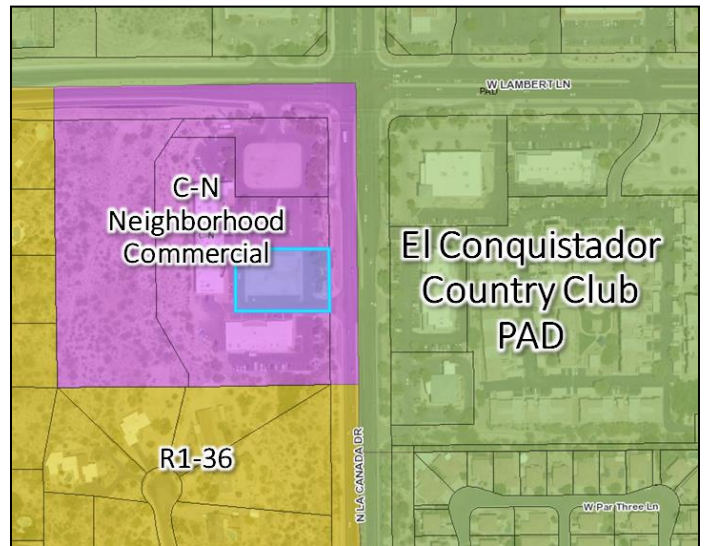 W LAMBERT LN
PAD
C-N
Neighborhood
Commercial
El Conquistador
Country Club
PAD
R1-36
N LA CANADA DR
W Par Three Ln